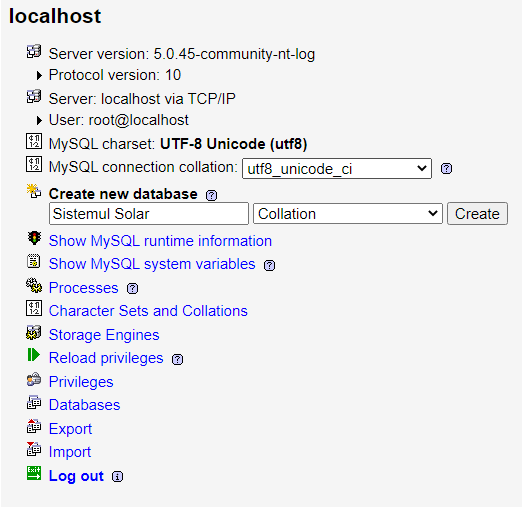 localhost
Server version: 5.0.45-community-nt-log
Protocol version: 10
Server: localhost via TCP/IP
User: root@localhost
MySQL charset: UTF-8 Unicode (utf8)
MySQL connection collation: utf8_unicode_ci
Create new database
Sistemul Solar Collation Create
Show MySQL runtime information
Show MySQL system variables
Processes
Character Sets and Collations
Storage Engines
Reload privileges
Privileges
Databases
Export
Import
Log out